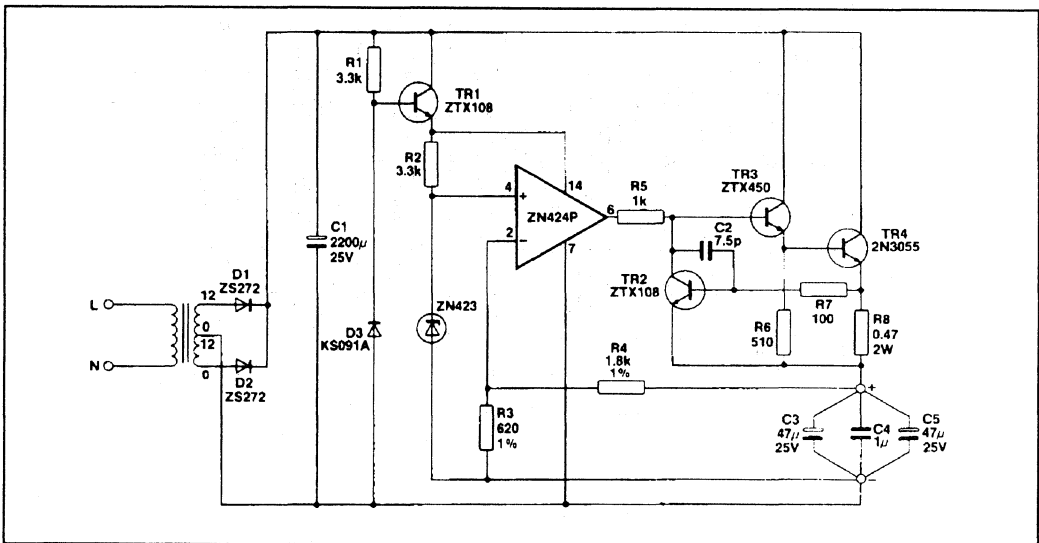 R1
3.3k
TR1
ZTX108
R2
3.3k
4
+
14
ZN424P
6
2
−
7
R5
1k
TR3
ZTX450
TR4
2N3055
C2
7.5p
TR2
ZTX108
R7
100
R6
510
R8
0.47
2W
C1
2200μ
25V
D1
ZS272
L
N
12
0
12
0
D2
ZS272
D3
KS091A
ZN423
R4
1.8k
1%
R3
620
1%
+
C3
47μ
25V
C4
1μ
C5
47μ
25V
−